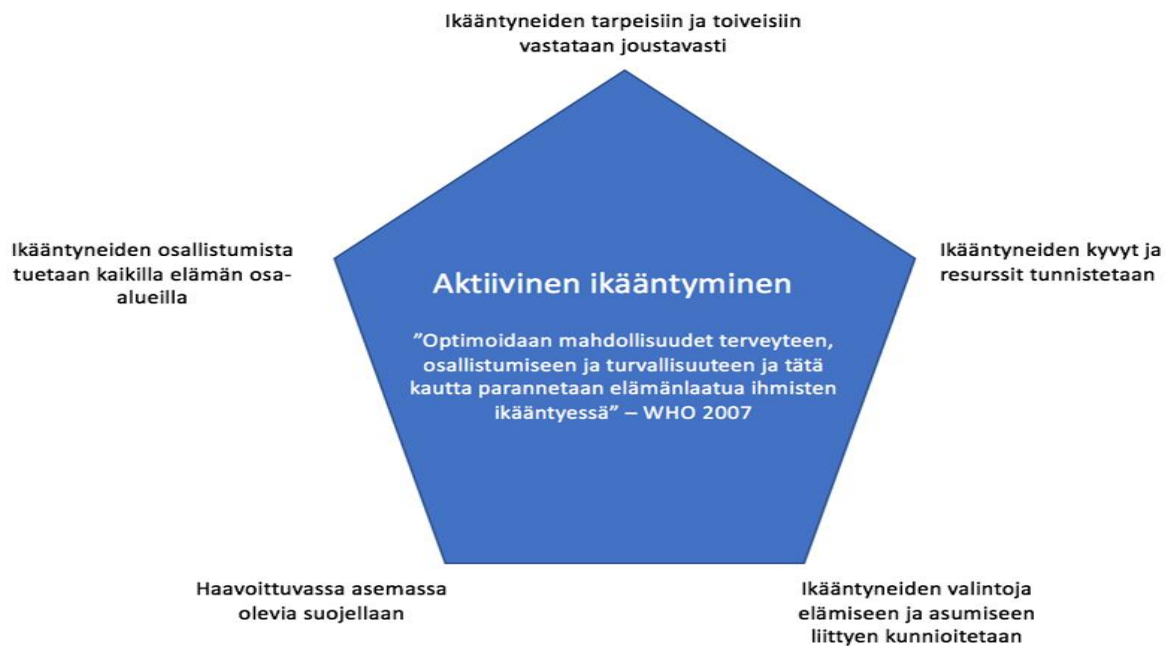 Ikääntyneiden tarpeisiin ja toiveisiin
vastataan joustavasti
Ikääntyneiden osallistumista
tuetaan kaikilla elämän osa-
alueilla
Ikääntyneiden kyvyt ja
resurssit tunnistetaan
Aktiivinen ikääntyminen
”Optimoidaan mahdollisuudet terveyteen,
osallistumiseen ja turvallisuuteen ja tätä
kautta parannetaan elämänlaatua ihmisten
ikääntyessä” – WHO 2007
Haavoittuvassa asemassa
olevia suojellaan
Ikääntyneiden valintoja
elämiseen ja asumiseen
liittyen kunnioitetaan